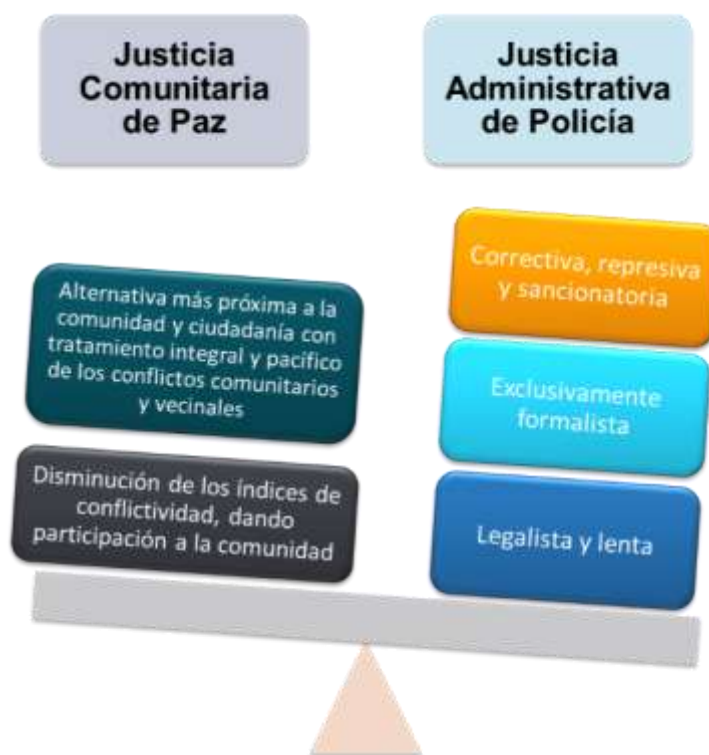 Justicia
Comunitaria
de Paz
Justicia
Administrativa
de Policía
Alternativa más próxima a la
comunidad y ciudadanía con
tratamiento integral y pacífico
de los conflictos comunitarios
y vecinales
Disminución de los índices de
conflictividad, dando
participación a la comunidad
Correctiva, represiva
y sancionatoria
Exclusivamente
formalista
Legalista y lenta